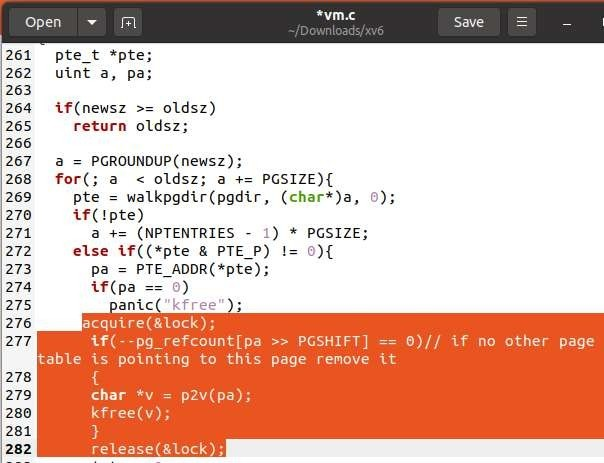 Open
*vm.c
~/Downloads/xv6
Save
261 pte_t *pte;
262 uint a, pa;
263
264 if(newsz >= oldsz)
265 return oldsz;
266
267 a = PGROUNDUP(newsz);
268 for(; a  < oldsz; a += PGSIZE){
269 pte = walkpgdir(pgdir, (char*)a, 0);
270 if(!pte)
271 a += (NPTENTRIES - 1) * PGSIZE;
272 else if((*pte & PTE_P) != 0){
273 pa = PTE_ADDR(*pte);
274 if(pa == 0)
275 panic("kfree");
276 acquire(&lock);
277 if(--pg_refcount[pa >> PGSHIFT] == 0)// if no other page
table is pointing to this page remove it
278 {
279 char *v = p2v(pa);
280 kfree(v);
281 }
282 release(&lock);